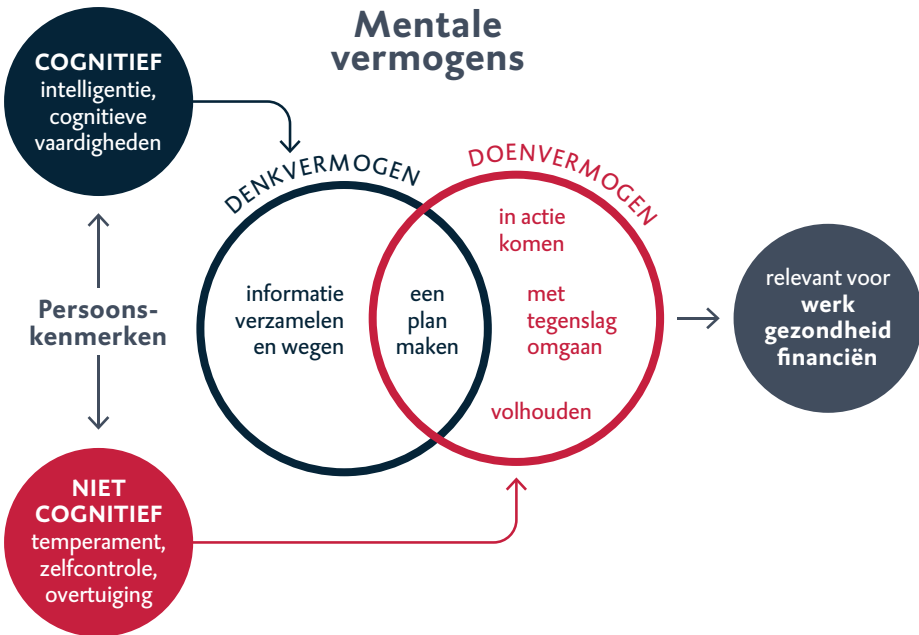 Mentale
vermogens
COGNITIEF
intelligentie,
cognitieve
vaardigheden
Persoons-
kenmerken
NIET
COGNITIEF
temperament,
zelfcontrole,
overtuiging
DENKVERMOGEN
informatie
verzamelen
en wegen
een
plan
maken
DOENVERMOGEN
in actie
komen
met
tegenslag
omgaan
volhouden
relevant voor
werk
gezondheid
financiën